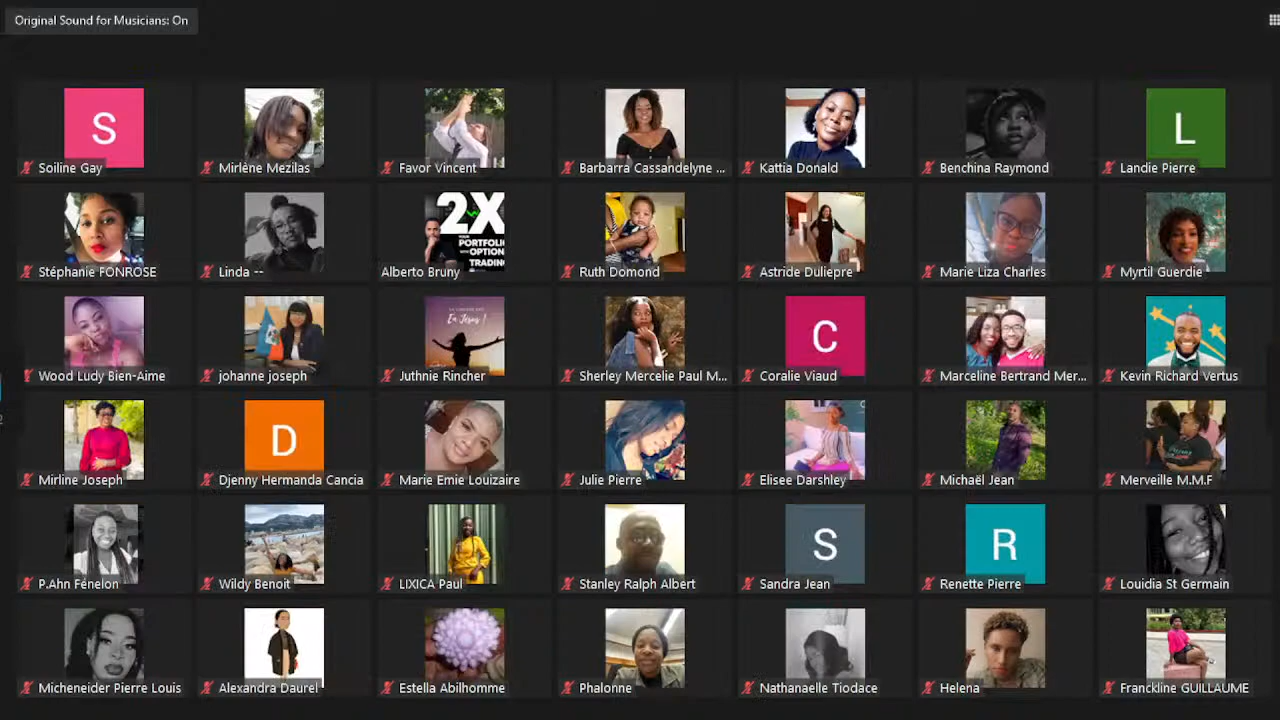 Original Sound for Musicians: On
S
L
Soiline Gay
Mirlène Mezilas
Favor Vincent
Barbarra Cassandelyne ...
Kattia Donald
Benchina Raymond
Landie Pierre
2X
PORTFOLIO
WITH OPTION
TRADING
Stéphanie FONROSE
Linda --
Alberto Bruny
Ruth Domond
Astride Duliepre
Marie Liza Charles
Myrtil Guerdie
En Jésus !
C
Wood Ludy Bien-Aime
johanne joseph
Juthnie Rincher
Sherley Mercelie Paul M...
Coralie Viaud
Marceline Bertrand Mer...
Kevin Richard Vertus
D
Mirline Joseph
Djenny Hermanda Cancia
Marie Emie Louizaire
Julie Pierre
Elisee Darshley
Michaël Jean
Merveille M.M.F
S
R
P.Ahn Fénelon
Wildy Benoit
LIXICA Paul
Stanley Ralph Albert
Sandra Jean
Renette Pierre
Louidia St Germain
Micheneider Pierre Louis
Alexandra Daurel
Estella Abilhomme
Phalonne
Nathanaelle Tiodace
Helena
Franckline GUILLAUME